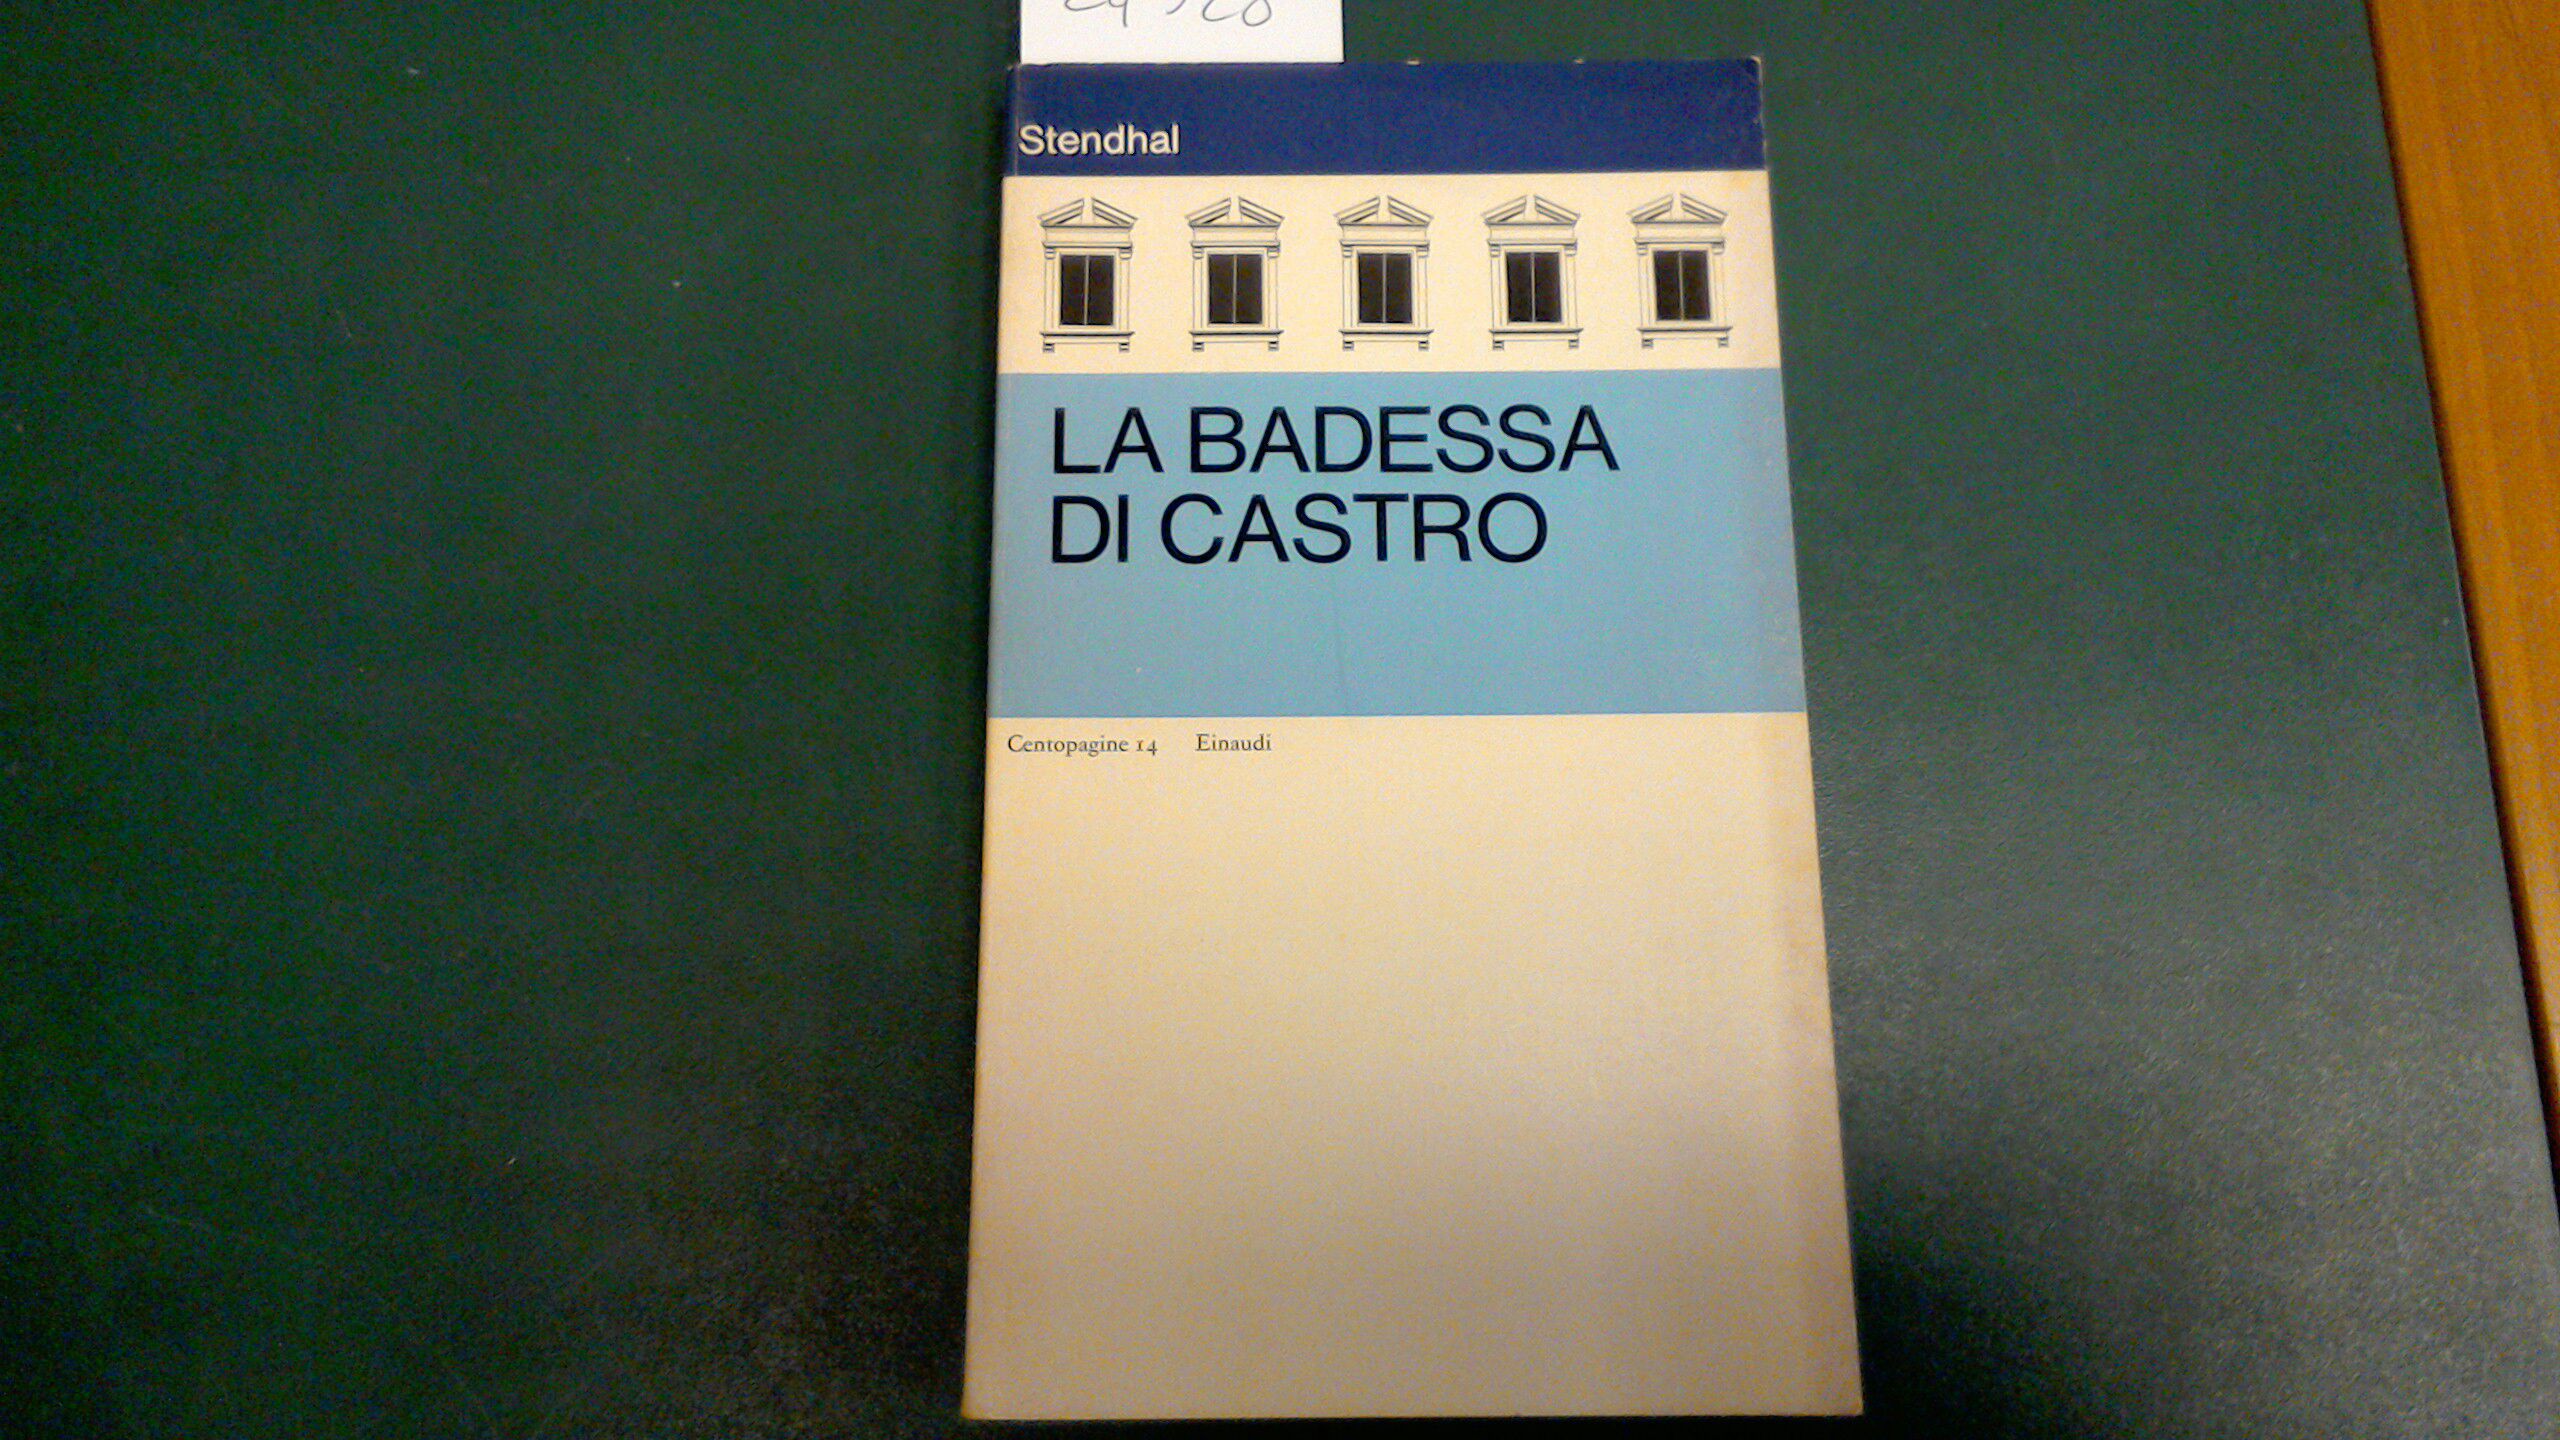 Stendhal
LA BADESSA
DI CASTRO
Centopagine 14 Einaudi